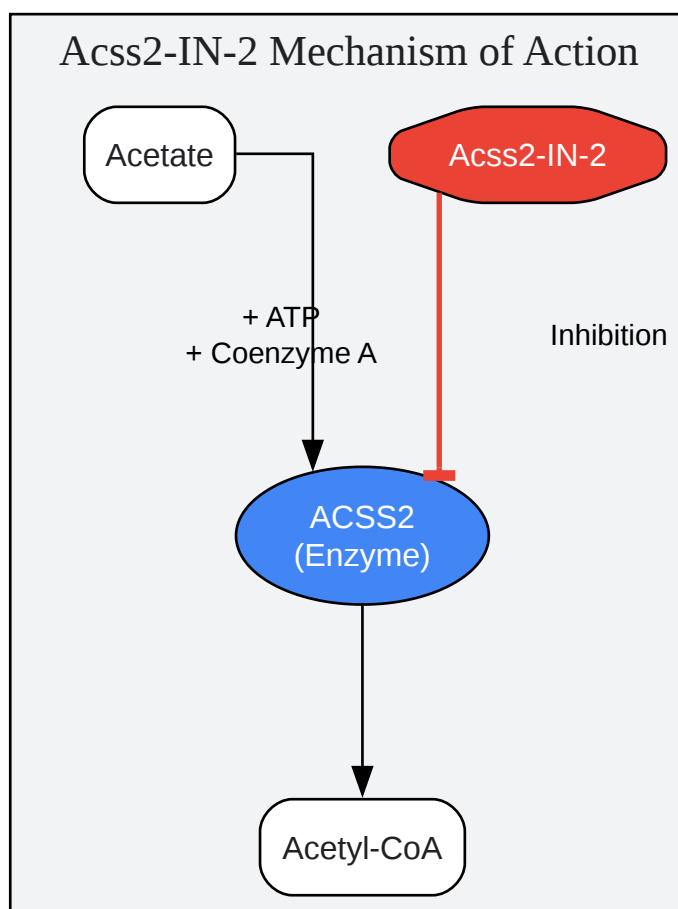 Acss2-IN-2 Mechanism of Action
Acetate
Acss2-IN-2
+ ATP
+ Coenzyme A
Inhibition
ACSS2
(Enzyme)
Acetyl-CoA